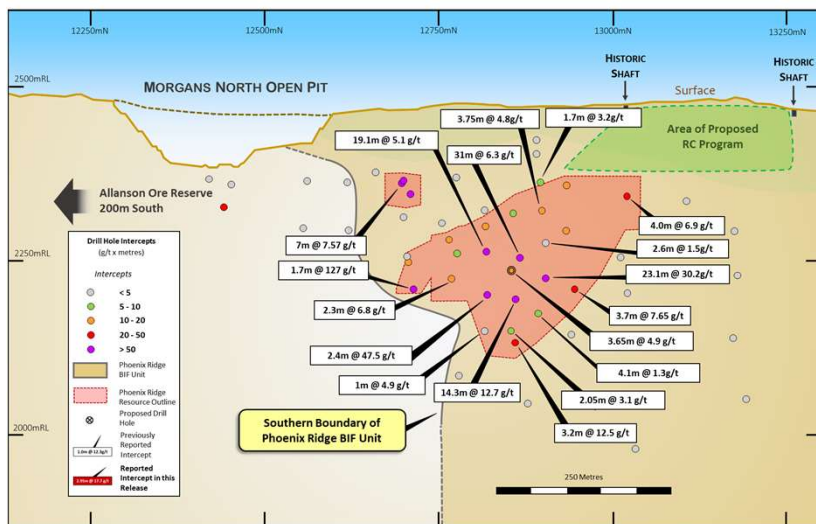 12250mN
12500mN
12750mN
13000mN
13250mN
HISTORIC
SHAFT
HISTORIC
SHAFT
2500mRL
MORGANS NORTH OPEN PIT
Surface
3.75m @ 4.8g/t
1.7m @ 3.2g/t
19.1m @ 5.1 g/t
31m @ 6.3 g/t
Area of Proposed
RC Program
Allanson Ore Reserve
200m South
4.0m @ 6.9 g/t
7m @ 7.57 g/t
2.6m @ 1.5g/t
2250mRL
1.7m @ 127 g/t
23.1m @ 30.2g/t
2.3m @ 6.8 g/t
3.7m @ 7.65 g/t
3.65m @ 4.9 g/t
2.4m @ 47.5 g/t
4.1m @ 1.3g/t
1m @ 4.9 g/t
14.3m @ 12.7 g/t
2.05m @ 3.1 g/t
3.2m @ 12.5 g/t
Southern Boundary of
Phoenix Ridge BIF Unit
2000mRL
Drill Hole Intercepts
(g/t x metres)
Intercepts
< 5
5 - 10
10 - 20
20 - 50
> 50
Phoenix Ridge
BIF Unit
Phoenix Ridge
Resource Outline
Proposed Drill
Hole
Previously
Reported
Intercept
Reported
Intercept in this
Release
250 Metres
12250mN
12500mN
12750mN
13000mN
13250mN